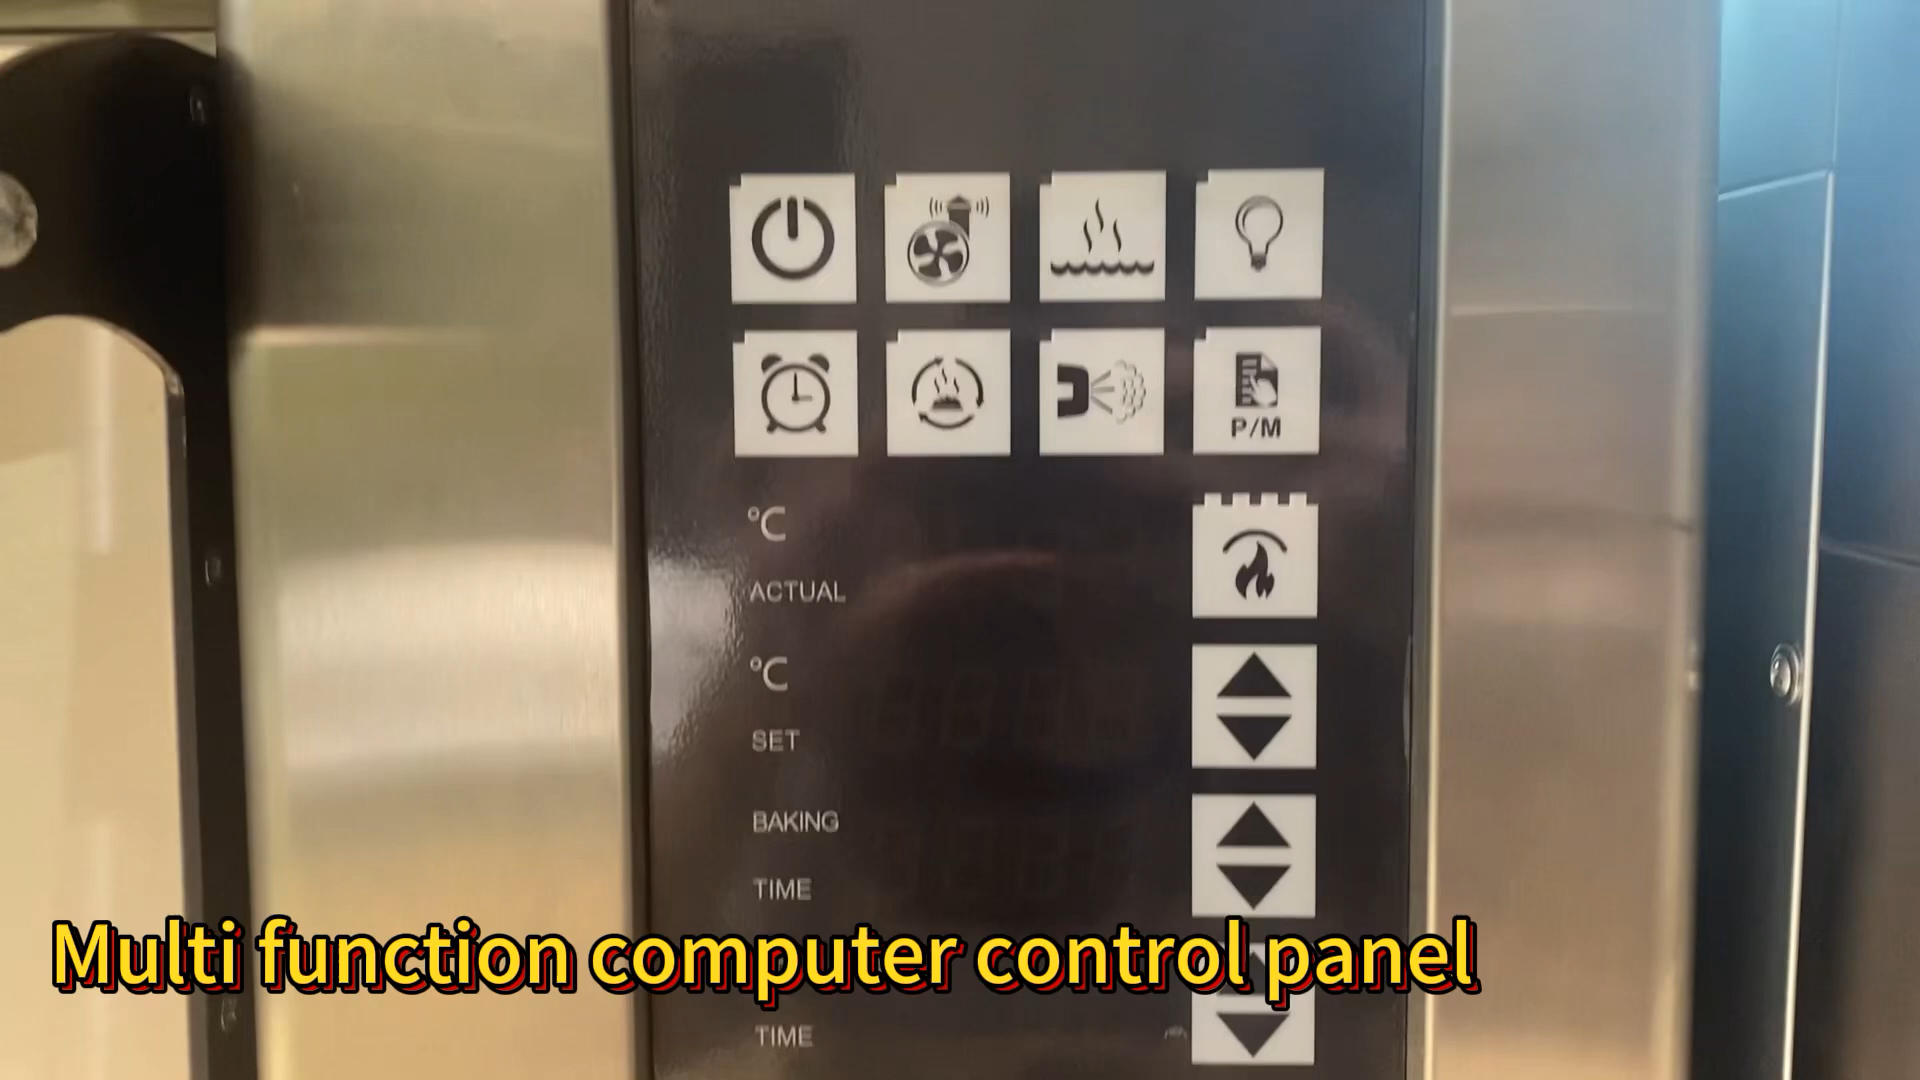 P/M
°C
ACTUAL
°C
SET
BAKING
TIME
Multi function computer control panel
TIME